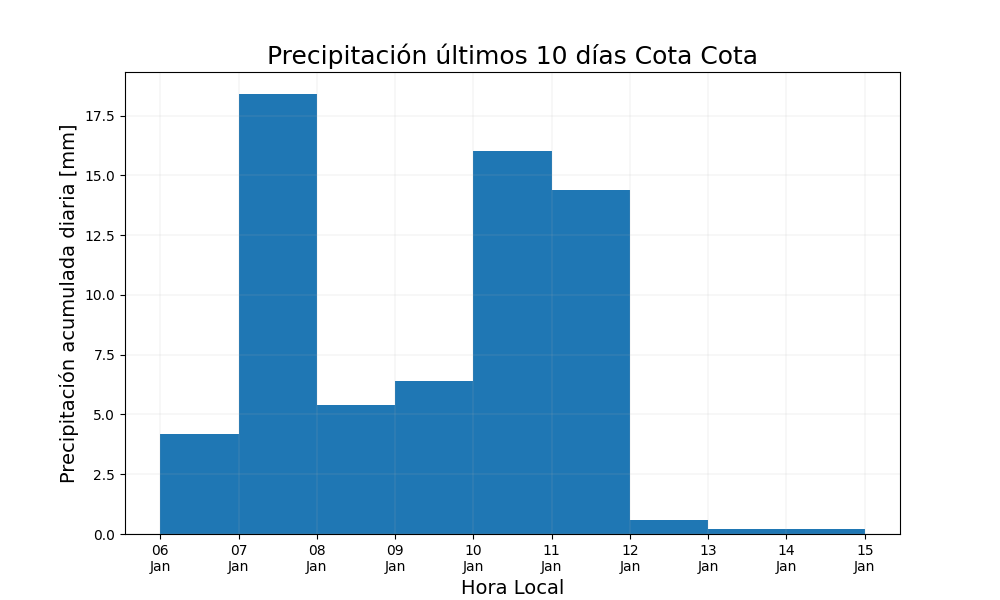 Precipitación últimos 10 días Cota Cota
Precipitación acumulada diaria [mm]
17.5
15.0
12.5
10.0
7.5
5.0
2.5
0.0
06 07 08 09 10 11 12 13 14 15
Jan Jan Jan Jan Jan Jan Jan Jan Jan Jan
Hora Local